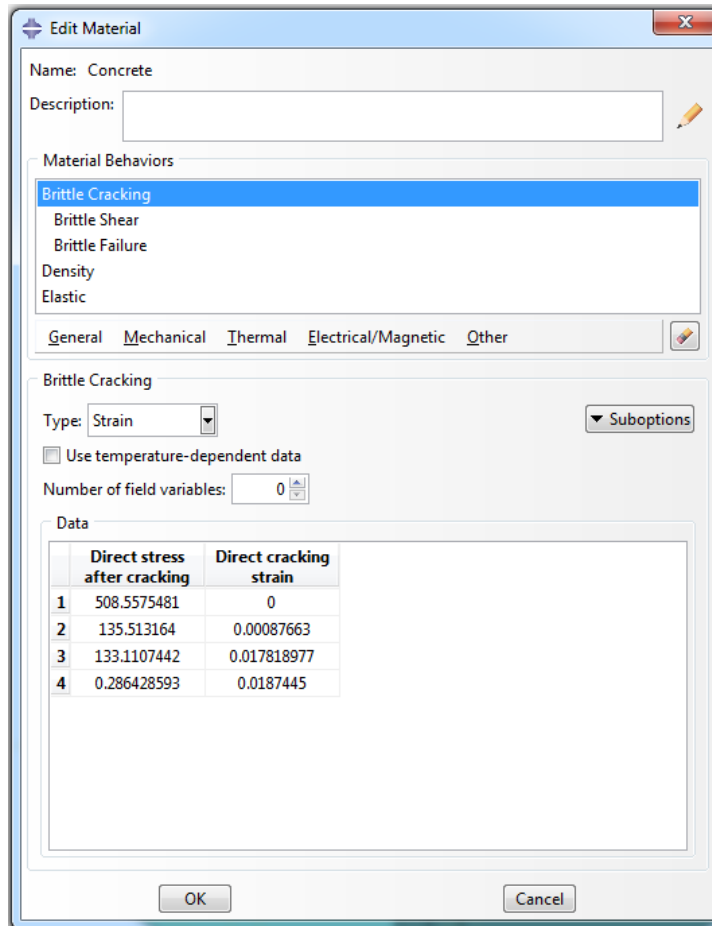 Edit Material
Name: Concrete
Description:
Material Behaviors
Brittle Cracking
Brittle Shear
Brittle Failure
Density
Elastic
General Mechanical Thermal Electrical/Magnetic Other
Brittle Cracking
Type: Strain Suboptions
Use temperature-dependent data
Number of field variables: 0
Data
Direct stress Direct cracking
after cracking strain
1 508.5575481 0
2 135.513164 0.00087663
3 133.1107442 0.017818977
4 0.286428593 0.0187445
OK Cancel